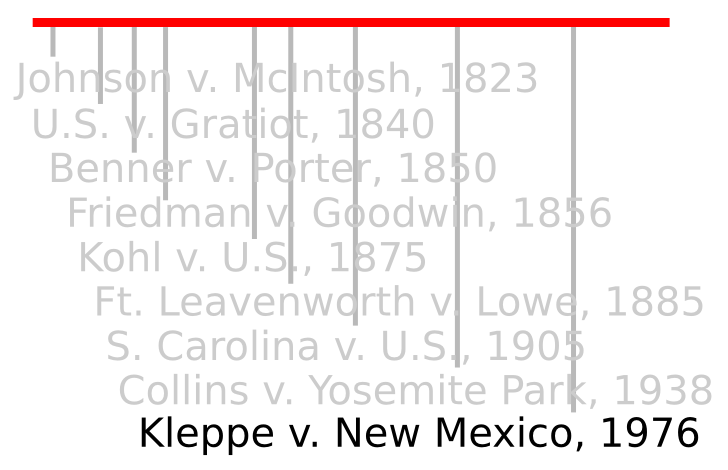 Johnson v. McIntosh, 1823
U.S. v. Gratiot, 1840
Benner v. Porter, 1850
Friedman v. Goodwin, 1856
Kohl v. U.S., 1875
Ft. Leavenworth v. Lowe, 1885
S. Carolina v. U.S., 1905
Collins v. Yosemite Park, 1938
Kleppe v. New Mexico, 1976